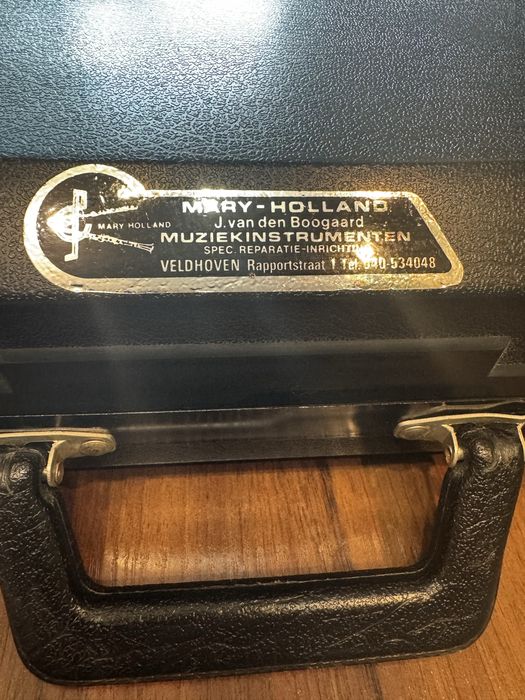 MARY HOLLAND
MARY-HOLLAND
J. van den Boogaard
MUZIEKINSTRUMENTEN
SPEC. REPARATIE-INRICHTING
VELDHOVEN Rapportstraat 1 Tel. 040-534048